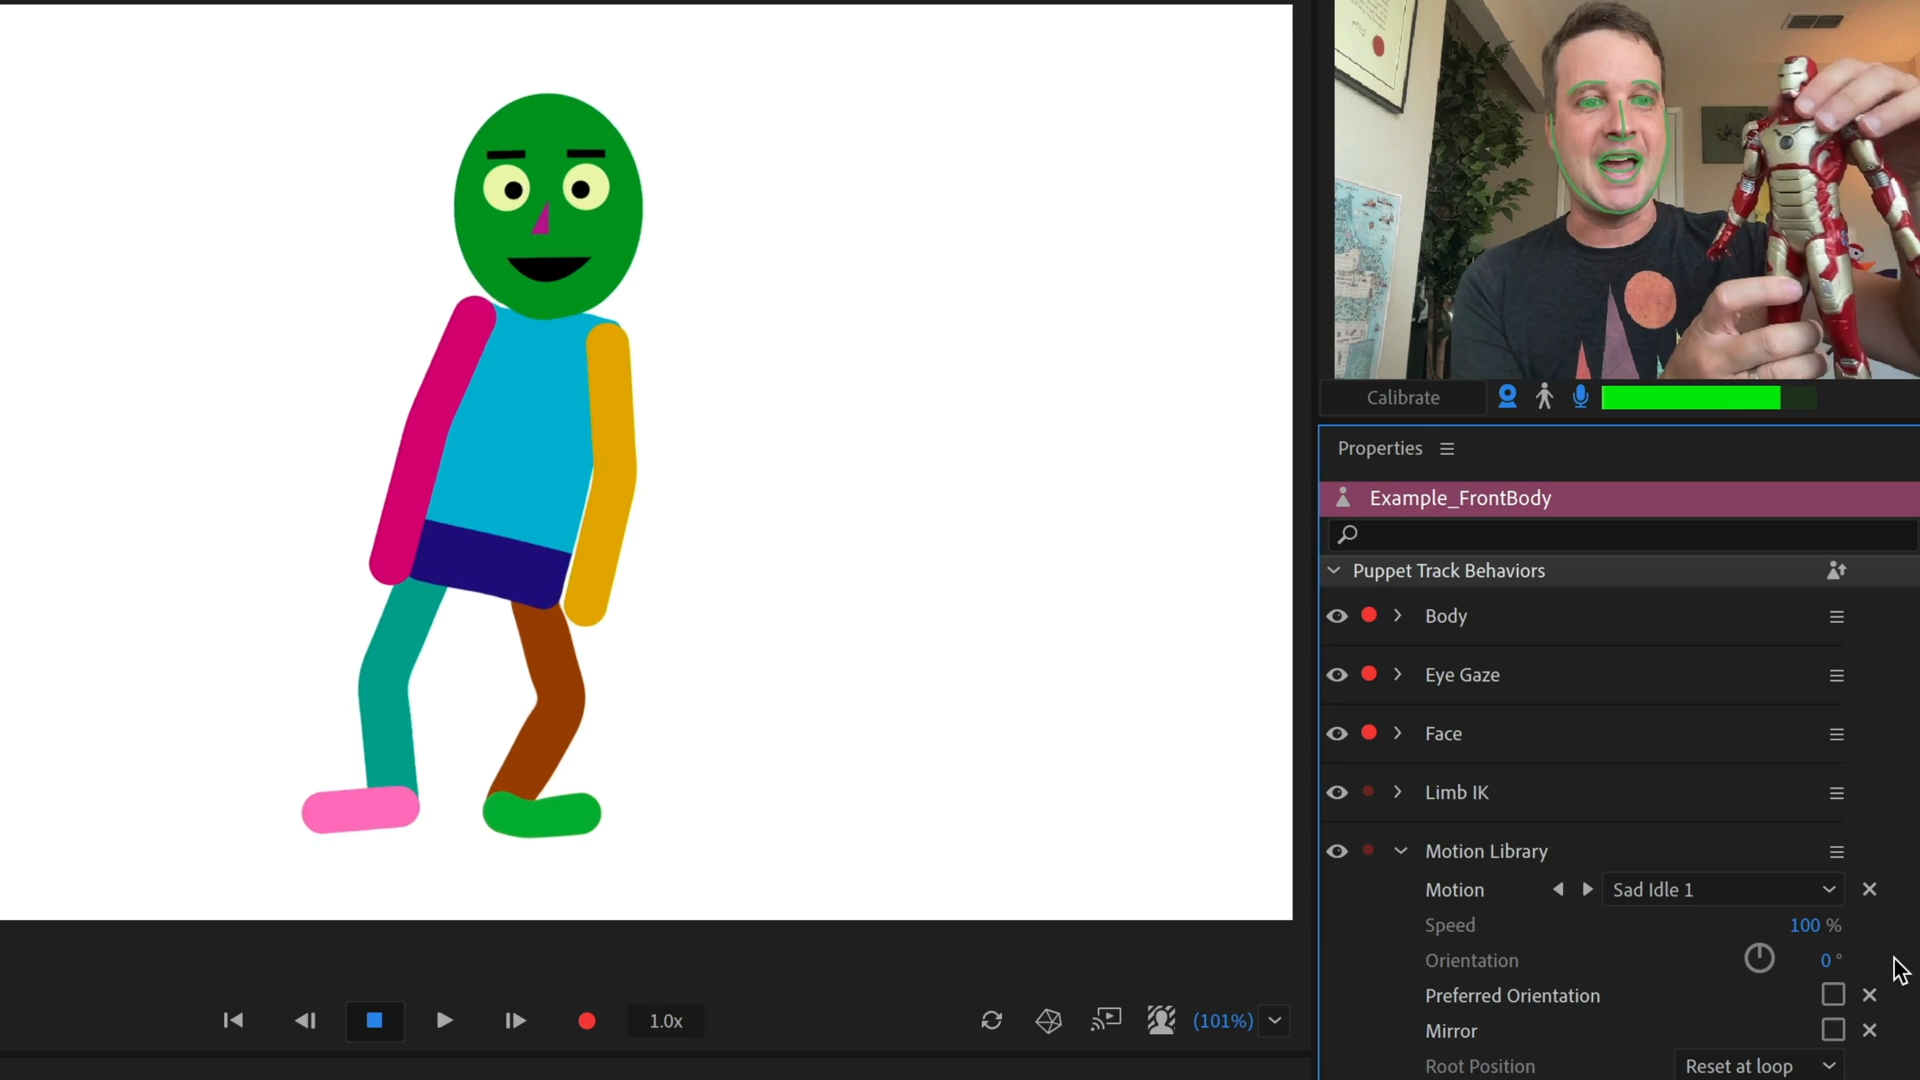 Calibrate
Properties
Example_FrontBody
Puppet Track Behaviors
Body
Eye Gaze
Face
Limb IK
Motion Library
Motion Sad Idle 1
Speed 100 %
Orientation 0 °
Preferred Orientation
Mirror
Root Position Reset at loop
1.0x
(101%)